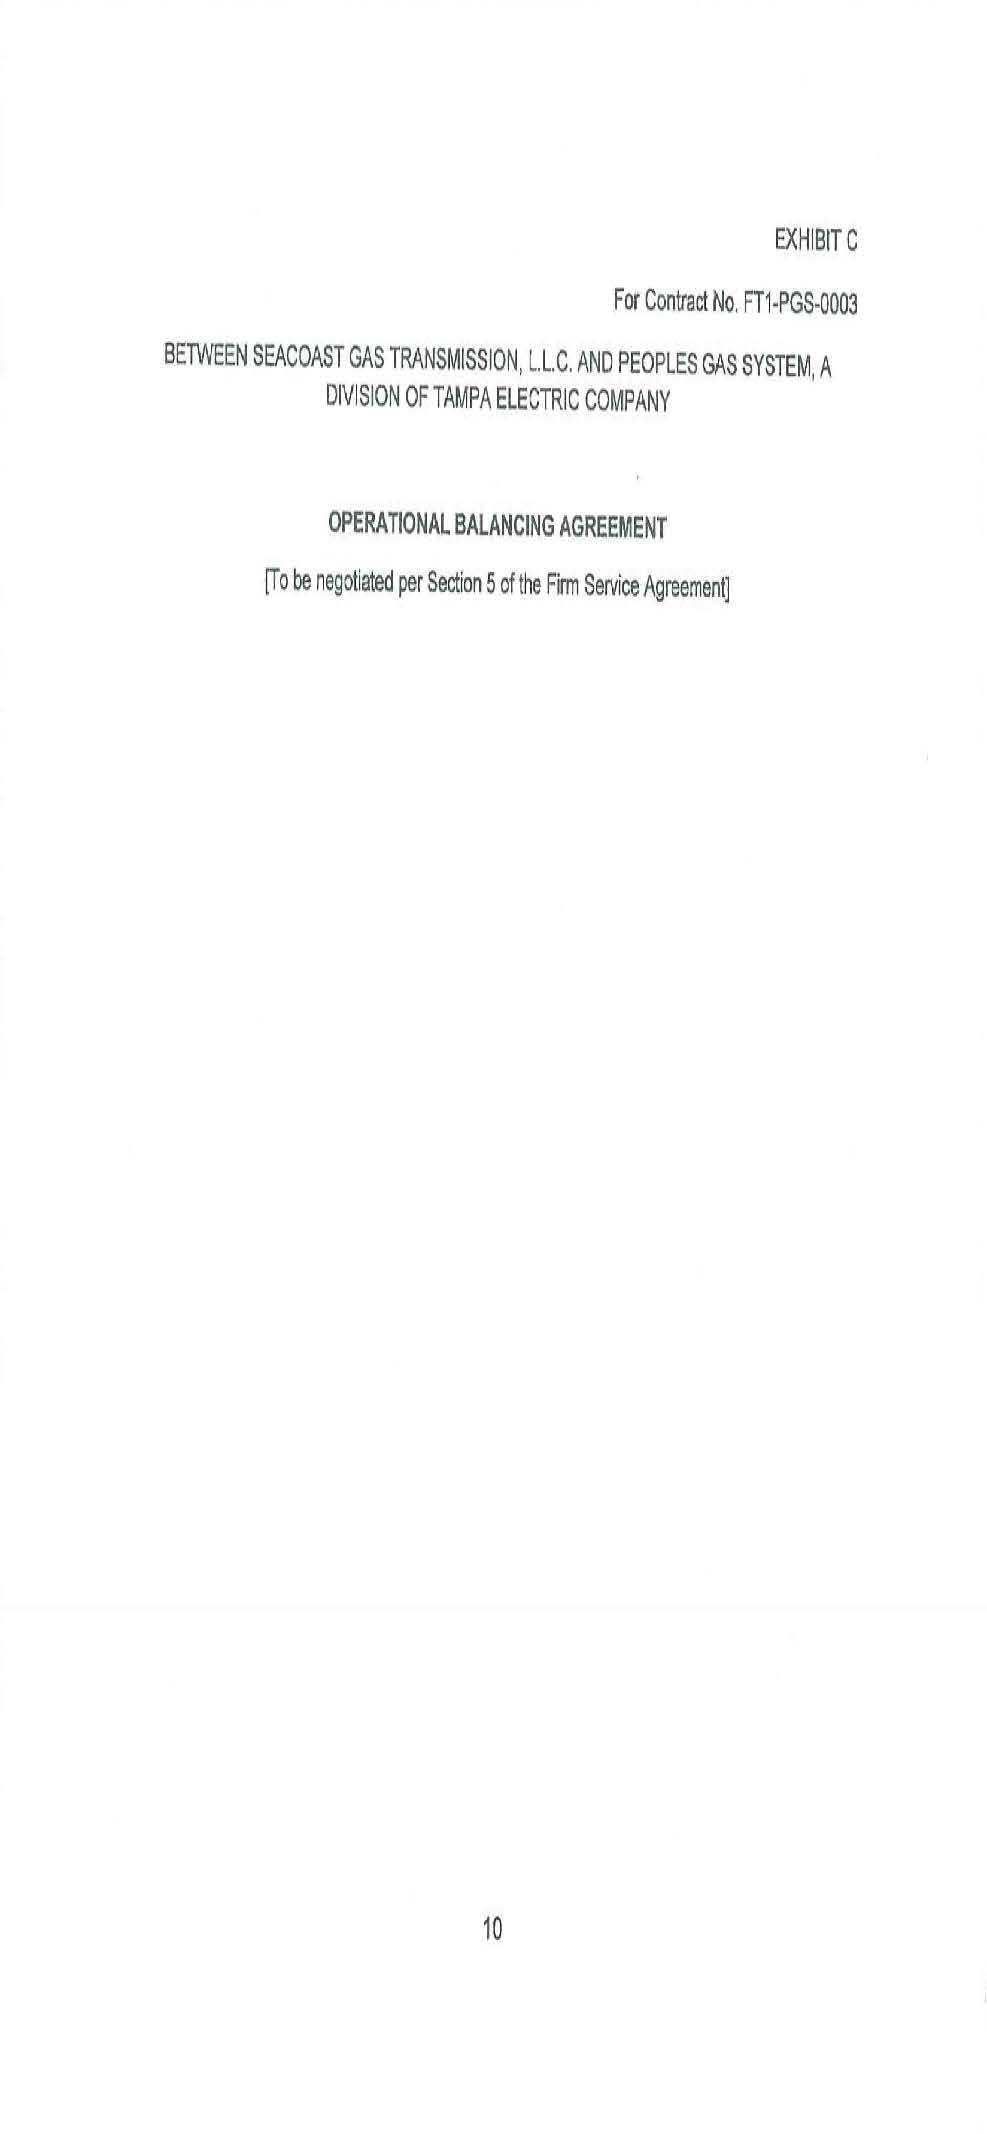 EXHIBIT C
For Contract No. FT1-PGS-0003
BETWEEN SEACOAST GAS TRANSMISSION, L.L.C. AND PEOPLES GAS SYSTEM, A
DIVISION OF TAMPA ELECTRIC COMPANY
OPERATIONAL BALANCING AGREEMENT
[To be negotiated per Section 5 of the Firm Service Agreement]
10